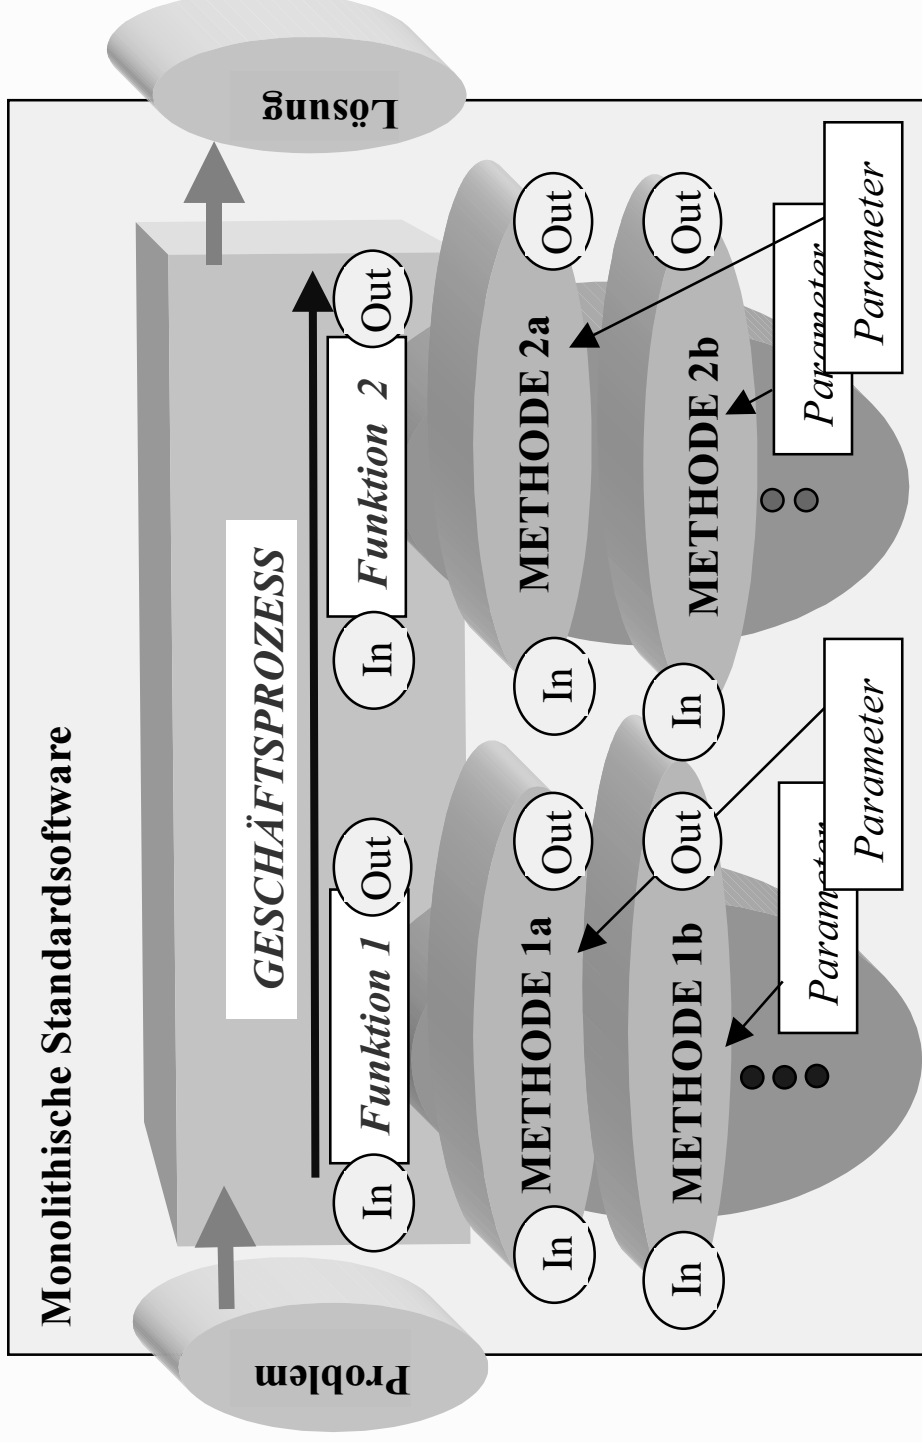 Monolithische Standardsoftware
Problem
Lösung
GESCHÄFTSPROZESS
In
Funktion 1
Out
In
Funktion 2
Out
In
METHODE 1a
Out
In
METHODE 2a
Out
In
METHODE 1b
Out
In
METHODE 2b
Out
Parameter
Parameter
Parameter
Parameter